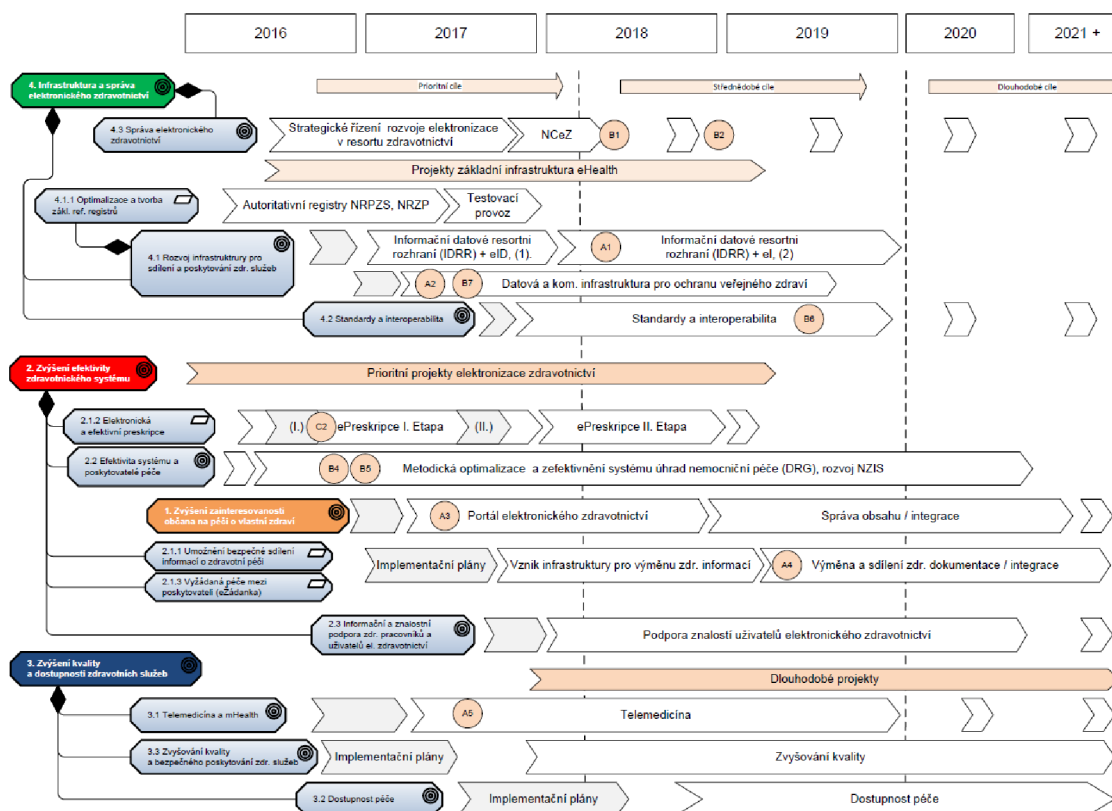 2016 2017 2018 2019 2020 2021 +
4. Infrastruktura a správa
elektronického zdravotnictví
Prioritní cíle Střednědobé cíle Dlouhodobé cíle
4.3 Správa elektronického
zdravotnictví
Strategické řízení rozvoje elektronizace
v resortu zdravotnictví
NCeZ B1 B2
Projekty základní infrastruktura eHealth
4.1.1 Optimalizace a tvorba
zákl. ref. registrů
Autoritativní registry NRPZS, NRZP
Testovací
provoz
4.1 Rozvoj infrastruktrury pro
sdílení a poskytování zdr. služeb
Informační datové resortní
rozhraní (IDRR) + eID, (1).
A1
Informační datové resortní
rozhraní (IDRR) + eI, (2)
A2 B7 Datová a kom. infrastruktura pro ochranu veřejného zdraví
4.2 Standardy a interoperabilita
Standardy a interoperabilita B6
2. Zvýšení efektivity
zdravotnického systému
Prioritní projekty elektronizace zdravotnictví
2.1.2 Elektronická
a efektivní preskripce
(I.) C2 ePreskripce I. Etapa (II.) ePreskripce II. Etapa
2.2 Efektivita systému a
poskytovatelé péče
B4 B5 Metodická optimalizace a zefektivnění systému úhrad nemocniční péče (DRG), rozvoj NZIS
1. Zvýšení zainteresovanosti
občana na péči o vlastní zdraví
A3 Portál elektronického zdravotnictví Správa obsahu / integrace
2.1.1 Umožnění bezpečné sdílení
informací o zdravotní péči
Implementační plány Vznik infrastruktury pro výměnu zdr. informací A4 Výměna a sdílení zdr. dokumentace / integrace
2.1.3 Vyžádaná péče mezi
poskytovateli (eŽádanka)
2.3 Informační a znalostní
podpora zdr. pracovníků a
uživatelů el. zdravotnictví
Podpora znalostí uživatelů elektronického zdravotnictví
3. Zvýšení kvality
a dostupnosti zdravotních služeb
Dlouhodobé projekty
3.1 Telemedicína a mHealth
A5 Telemedicína
3.3 Zvyšování kvality
a bezpečného poskytování zdr. služeb
Implementační plány Zvyšování kvality
3.2 Dostupnost péče
Implementační plány Dostupnost péče